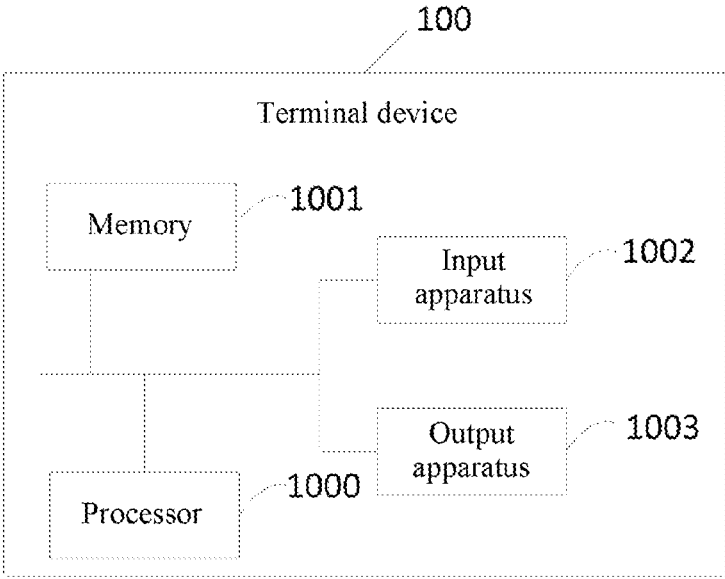 100
Terminal device
Memory
1001
Input
apparatus
1002
Output
apparatus
1003
Processor
1000